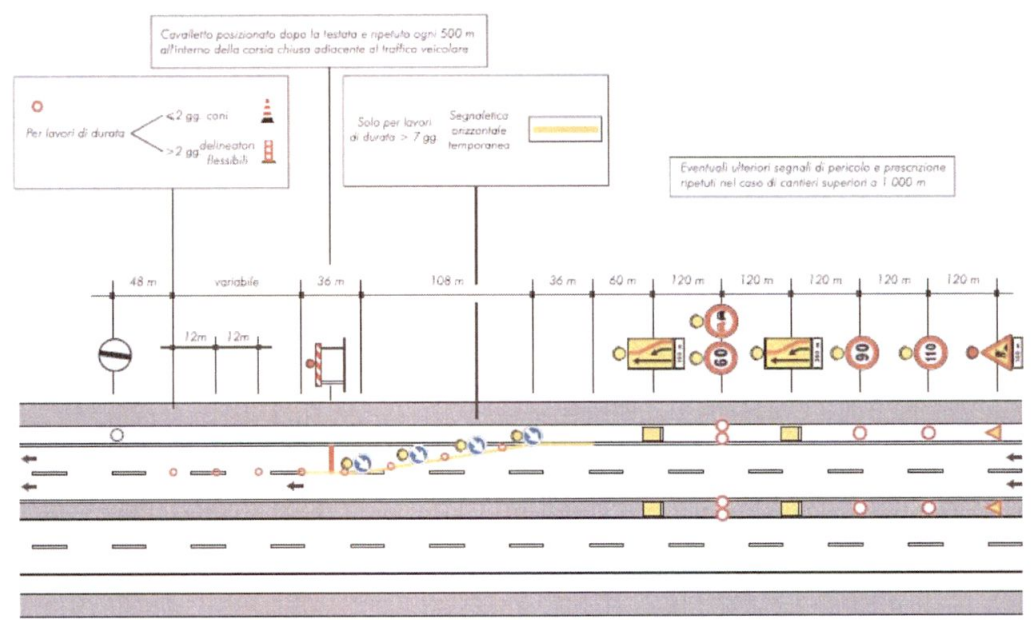 Cavalletto posizionato dopo la testata e ripetuto ogni 500 m
all'interno della corsia chiusa adiacente al traffico veicolare
Per lavori di durata
⩽2 gg coni
>2 gg delineatori
flessibili
Solo per lavori
di durata > 7 gg
Segnaletica
orizzontale
temporanea
Eventuali ulteriori segnali di pericolo e prescrizione
ripetuti nel caso di cantieri superiori a 1 000 m
48 m variabile 36 m 108 m 36 m 60 m 120 m 120 m 120 m 120 m 120 m
12m 12m
60 90 110